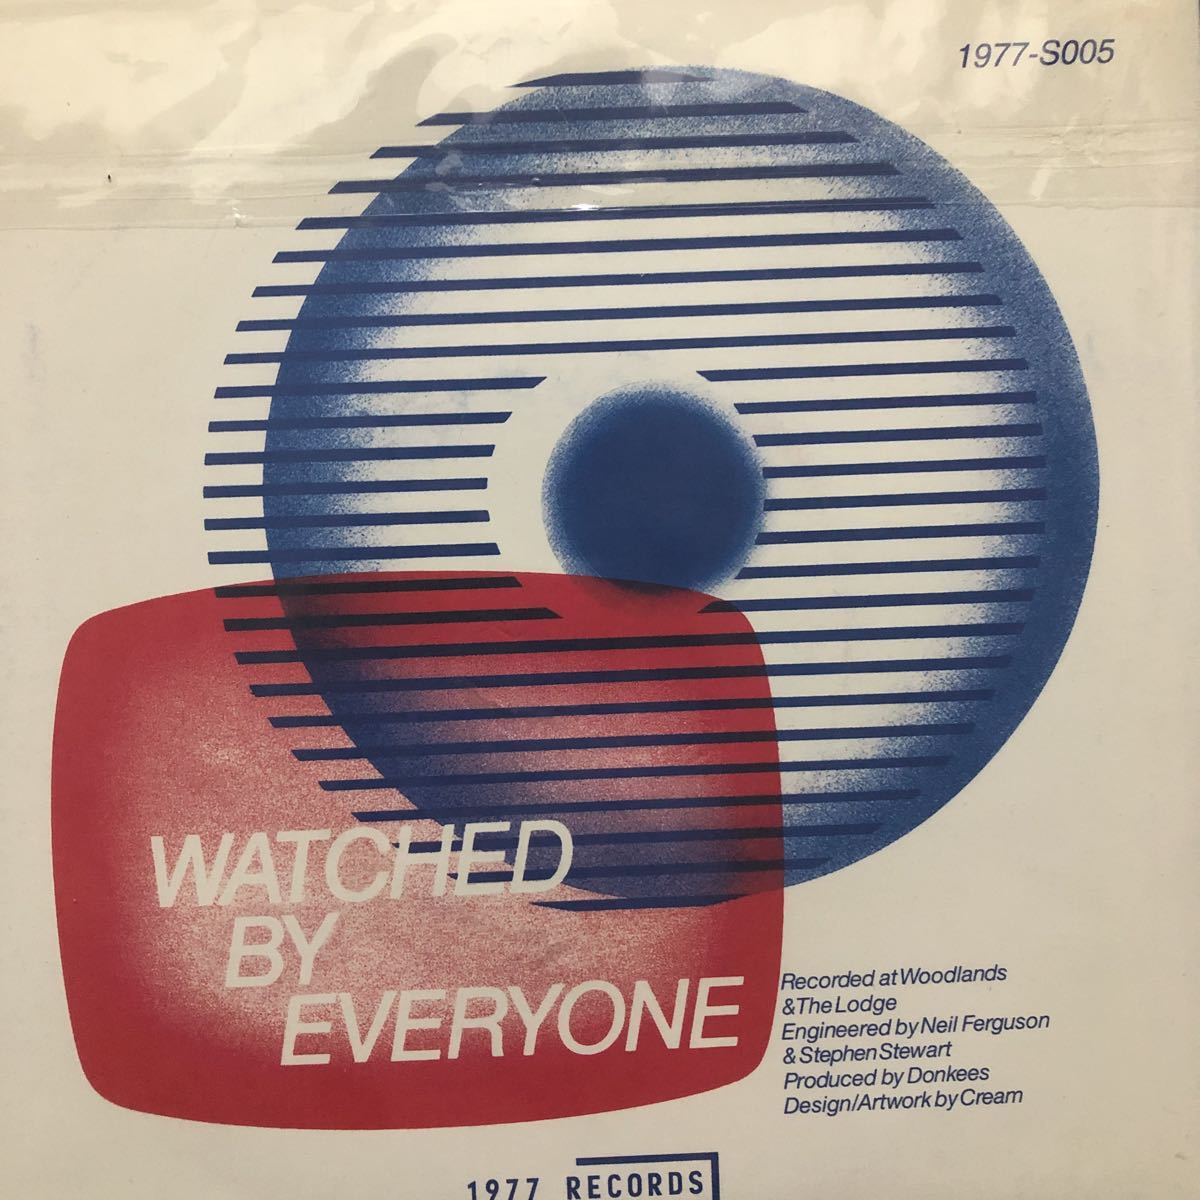 1977-S005
WATCHED
BY
EVERYONE
Recorded at Woodlands
& The Lodge
Engineered by Neil Ferguson
& Stephen Stewart
Produced by Donkees
Design/Artwork by Cream
1977 RECORDS